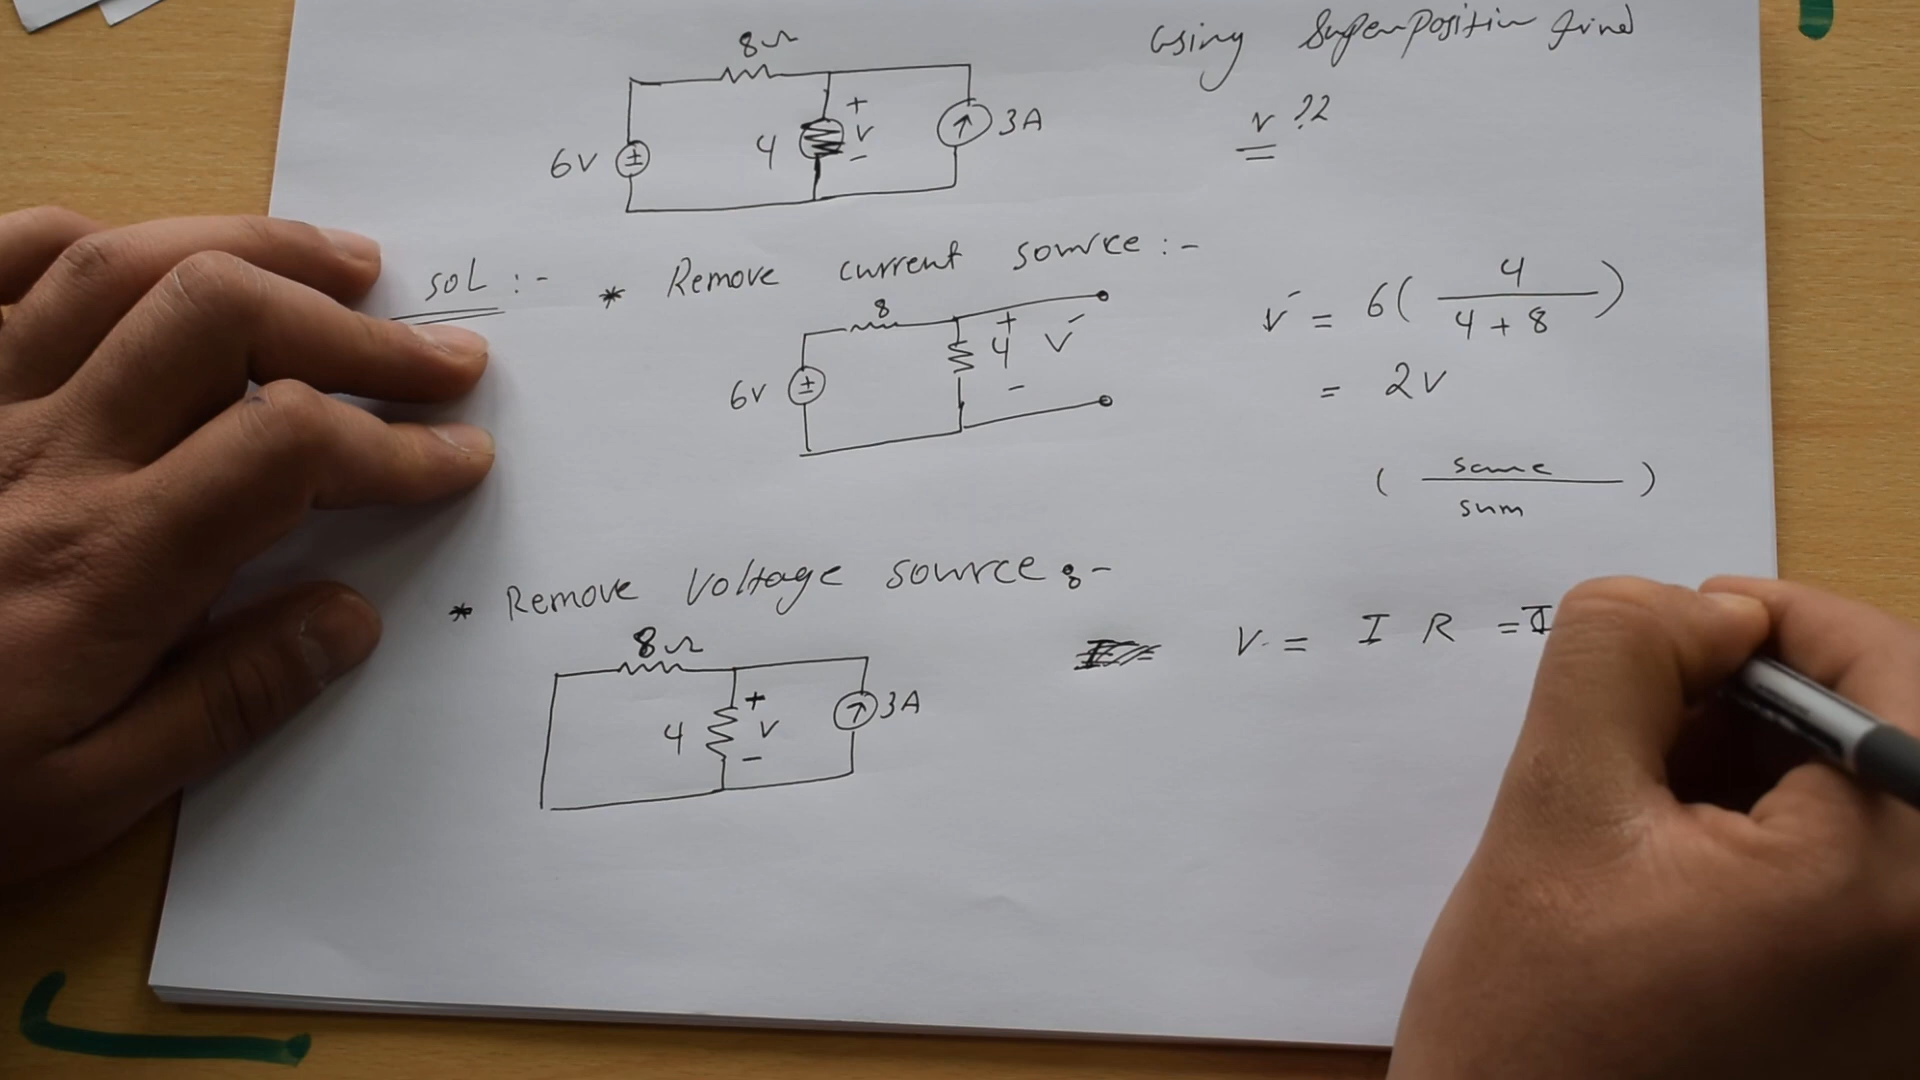 Using Superposition find
v ??
8Ω
6V
4
+
V
-
3A
SOL :-
* Remove current source :-
8
6V
+
4 V′
-
V′ = 6( 4 / 4 + 8 )
= 2V
( same / sum )
* Remove Voltage source :-
8Ω
4
+
V
-
3A
V = I R = I